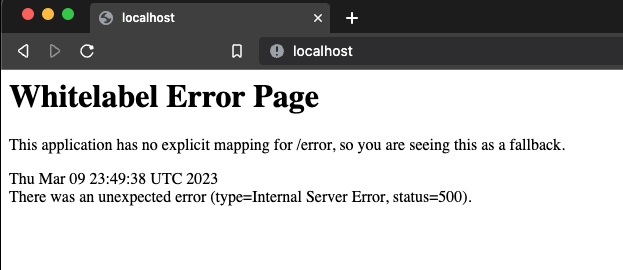 localhost
localhost
Whitelabel Error Page
This application has no explicit mapping for /error, so you are seeing this as a fallback.
Thu Mar 09 23:49:38 UTC 2023
There was an unexpected error (type=Internal Server Error, status=500).